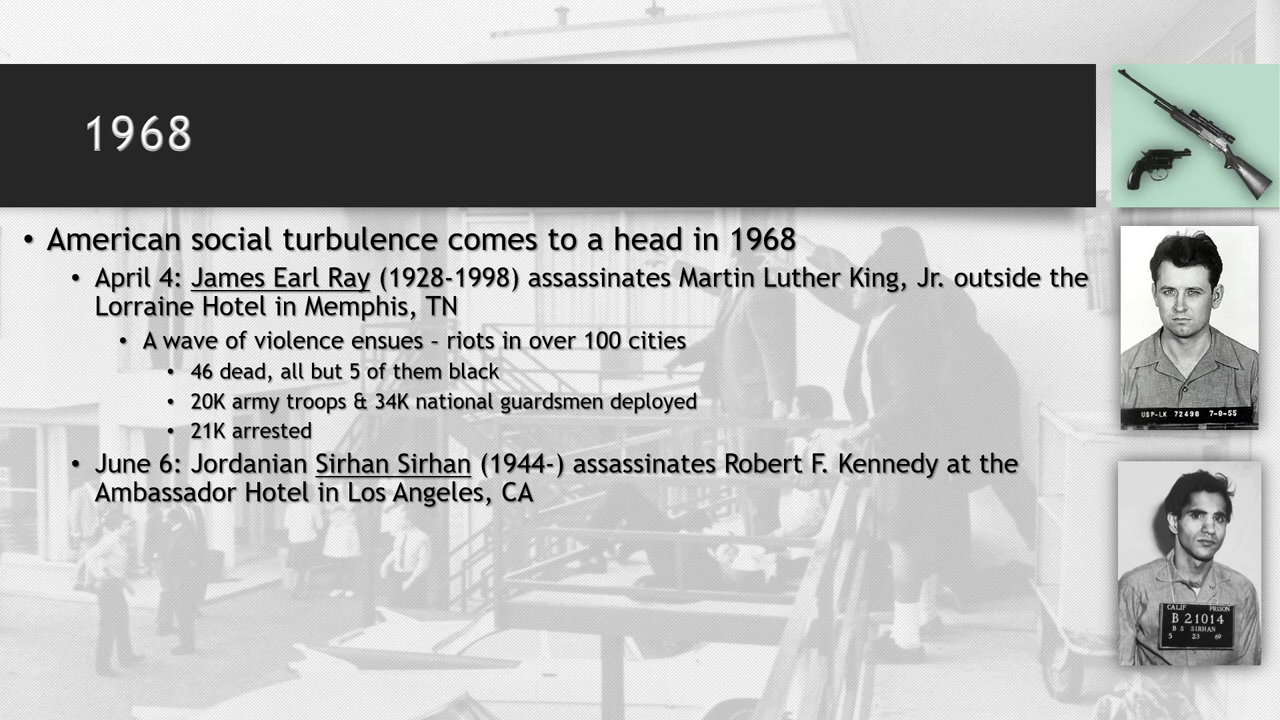 1968
• American social turbulence comes to a head in 1968
• April 4: James Earl Ray (1928-1998) assassinates Martin Luther King, Jr. outside the
Lorraine Hotel in Memphis, TN
• A wave of violence ensues – riots in over 100 cities
• 46 dead, all but 5 of them black
• 20K army troops & 34K national guardsmen deployed
• 21K arrested
• June 6: Jordanian Sirhan Sirhan (1944-) assassinates Robert F. Kennedy at the
Ambassador Hotel in Los Angeles, CA
USP-LK 72498 7-8-55
CALIF PRISON
B 21014
B S SIRHAN
5 23 69